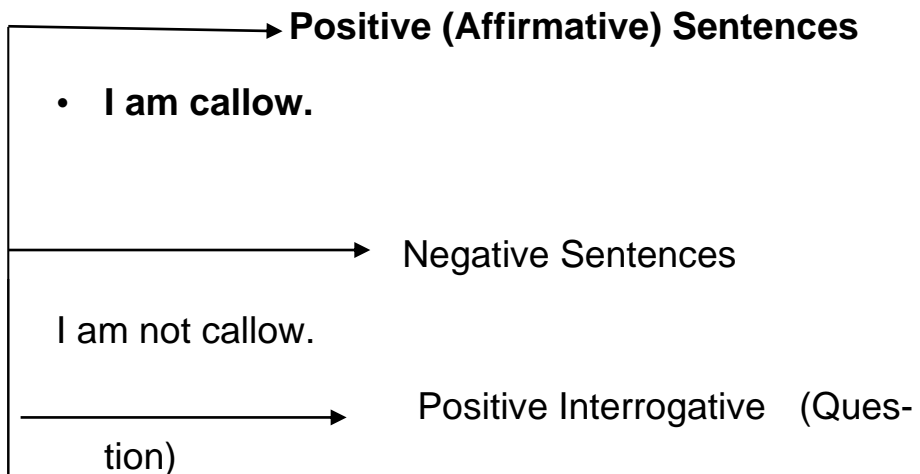 Positive (Affirmative) Sentences
• I am callow.
Negative Sentences
I am not callow.
Positive Interrogative (Ques-
tion)